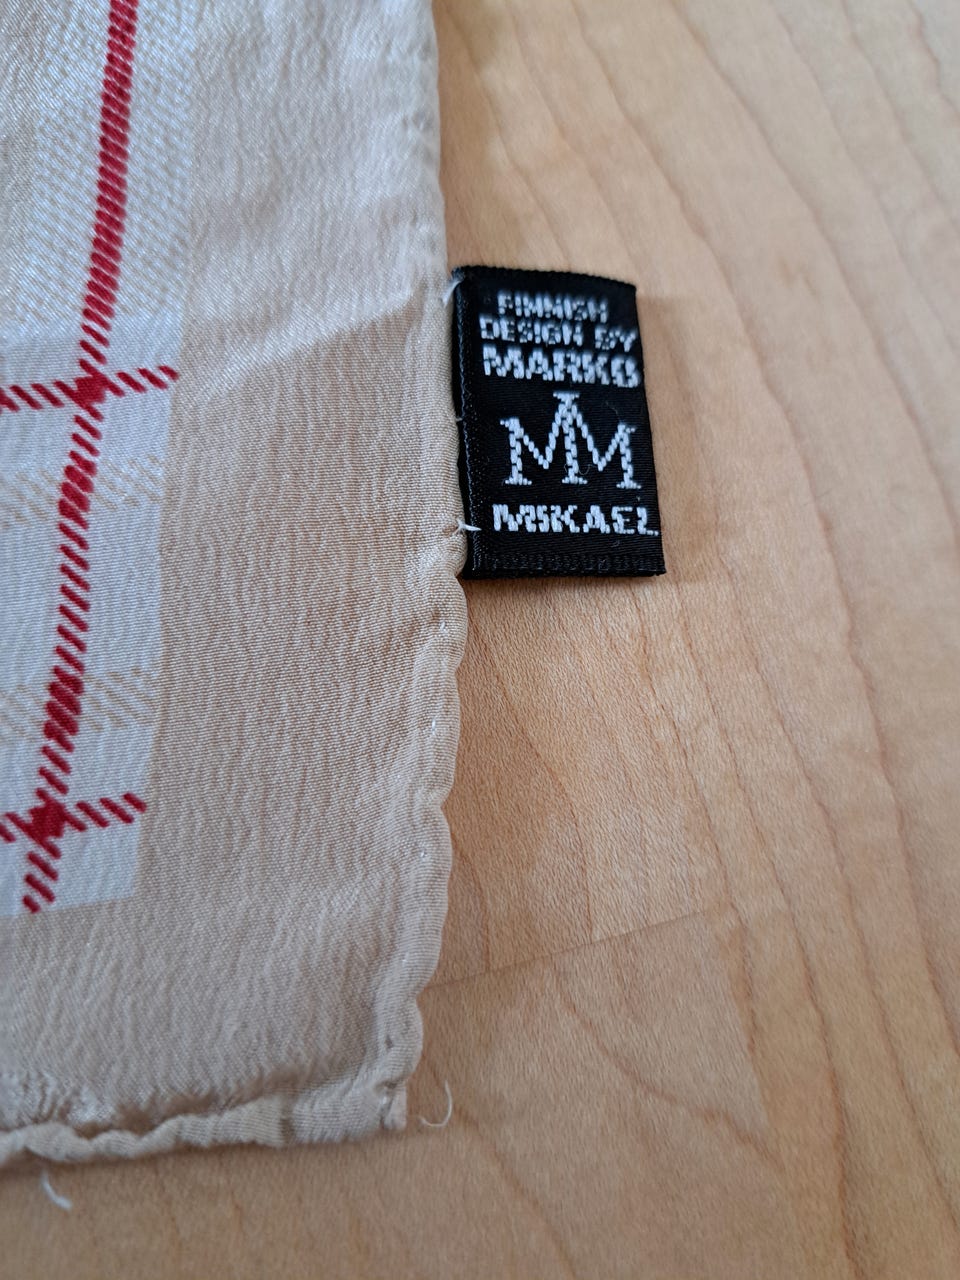 FINNISH
DESIGN BY
MARKO
MM
MIKAEL